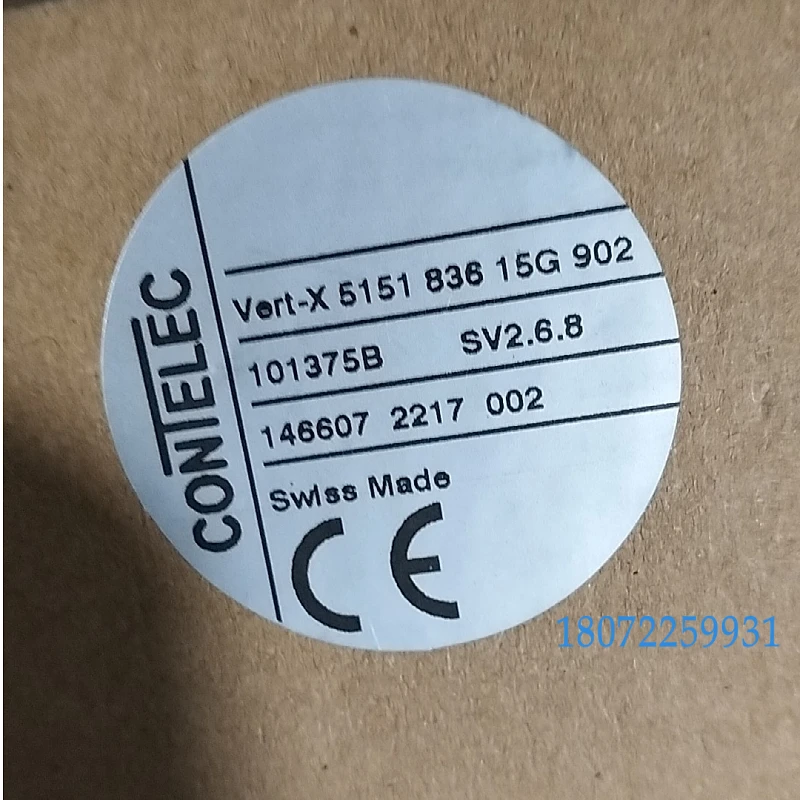 CONTELEC
Vert-X 5151 836 15G 902
101375B SV2.6.8
146607 2217 002
Swiss Made
CE
18072259931